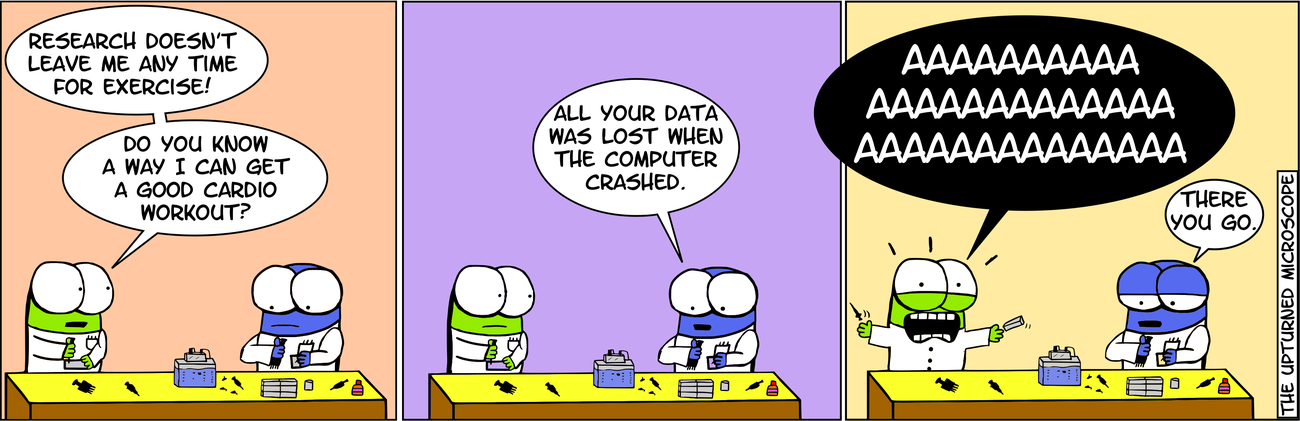 RESEARCH DOESN'T
LEAVE ME ANY TIME
FOR EXERCISE!
DO YOU KNOW
A WAY I CAN GET
A GOOD CARDIO
WORKOUT?
ALL YOUR DATA
WAS LOST WHEN
THE COMPUTER
CRASHED.
AAAAAAAAAA
AAAAAAAAAAAAA
AAAAAAAAAAAAAA
THERE
YOU GO.
THE UPTURNED MICROSCOPE